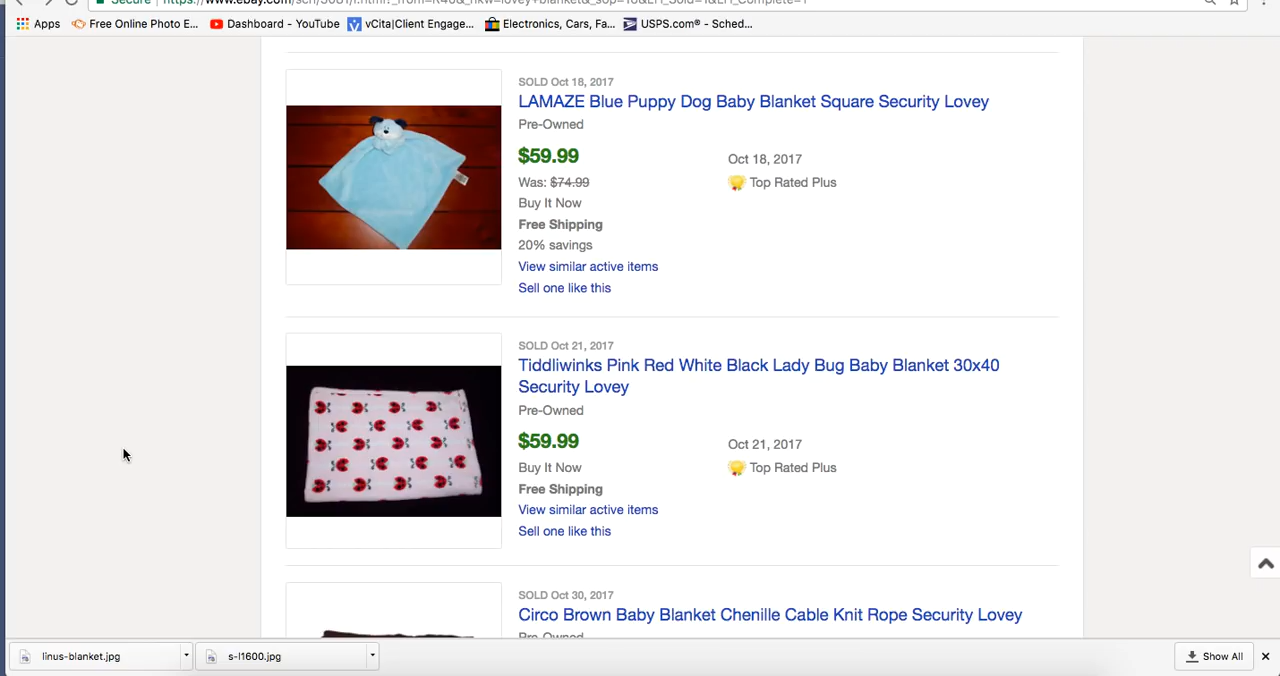 Apps Free Online Photo E... Dashboard - YouTube vCita|Client Engage... Electronics, Cars, Fa... USPS.com® - Sched...
SOLD Oct 18, 2017
LAMAZE Blue Puppy Dog Baby Blanket Square Security Lovey
Pre-Owned
$59.99 Oct 18, 2017
Was: $74.99 Top Rated Plus
Buy It Now
Free Shipping
20% savings
View similar active items
Sell one like this
SOLD Oct 21, 2017
Tiddliwinks Pink Red White Black Lady Bug Baby Blanket 30x40
Security Lovey
Pre-Owned
$59.99 Oct 21, 2017
Buy It Now Top Rated Plus
Free Shipping
View similar active items
Sell one like this
SOLD Oct 30, 2017
Circo Brown Baby Blanket Chenille Cable Knit Rope Security Lovey
Pre-Owned
linus-blanket.jpg s-l1600.jpg Show All